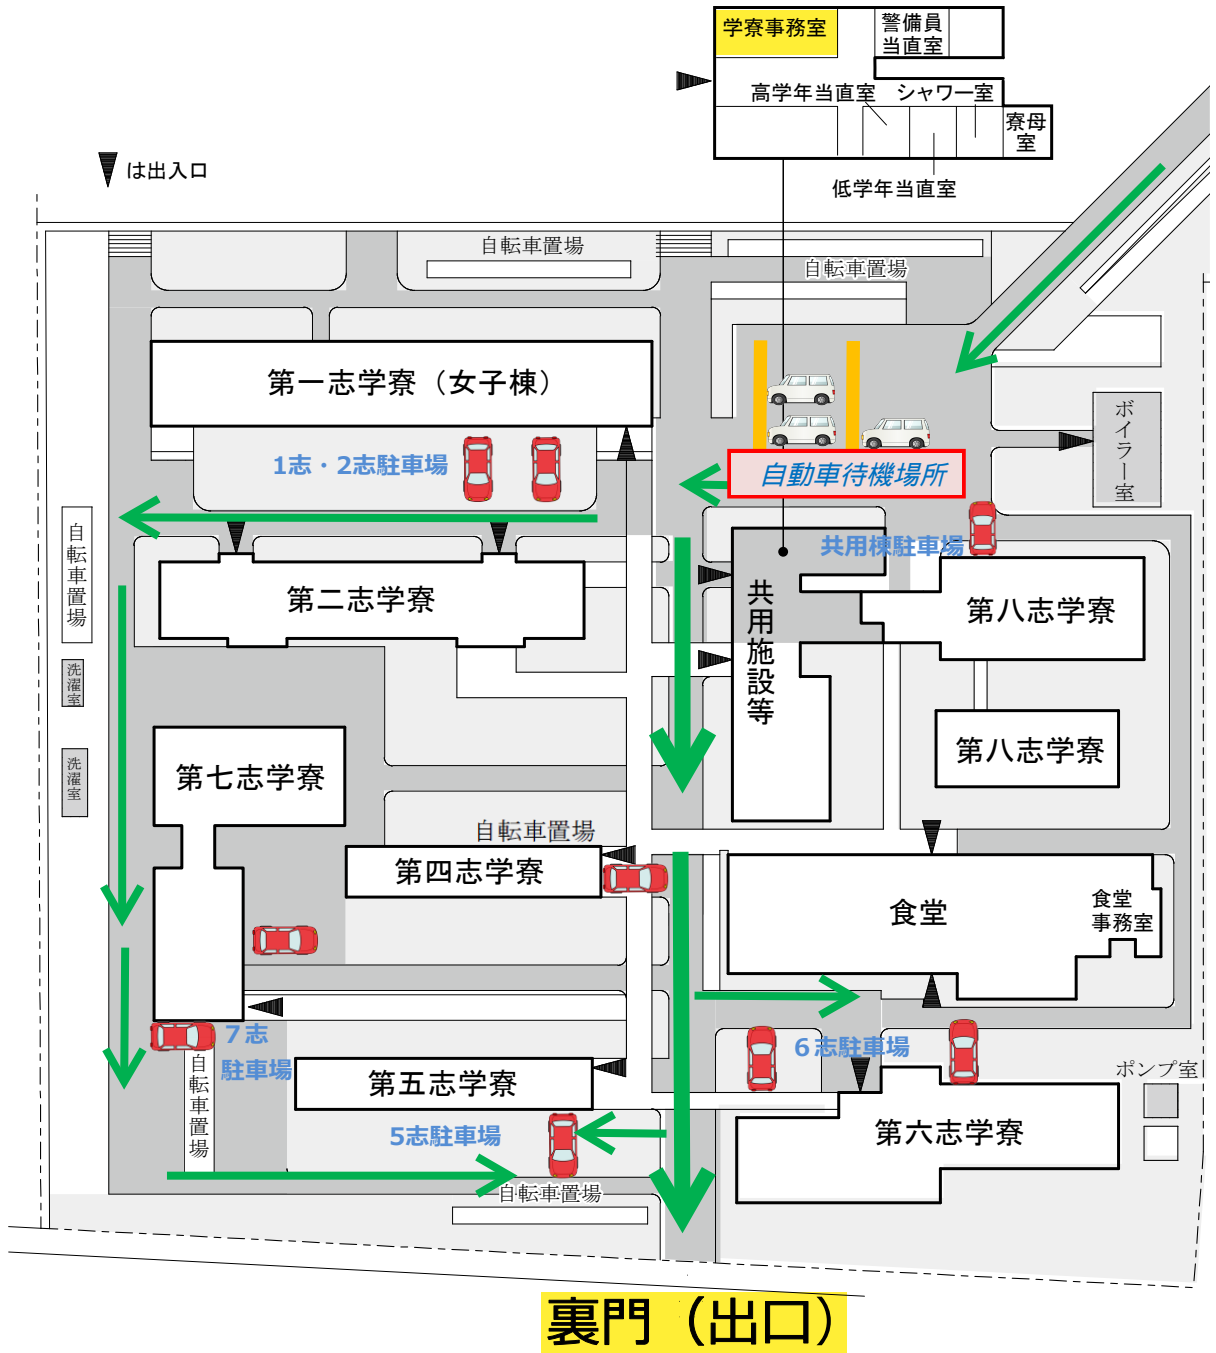 学寮事務室
警備員
当直室
高学年当直室
シャワー室
寮母
室
低学年当直室
は出入口
自転車置場
自転車置場
第一志学寮（女子棟）
ボイラー室
1志・2志駐車場
自動車待機場所
自転車置場
共用棟駐車場
第二志学寮
共用施設等
第八志学寮
洗濯室
第七志学寮
第八志学寮
洗濯室
自転車置場
第四志学寮
食堂
食堂
事務室
7志
駐車場
6志駐車場
自転車置場
第五志学寮
ポンプ室
5志駐車場
第六志学寮
自転車置場
裏門（出口）